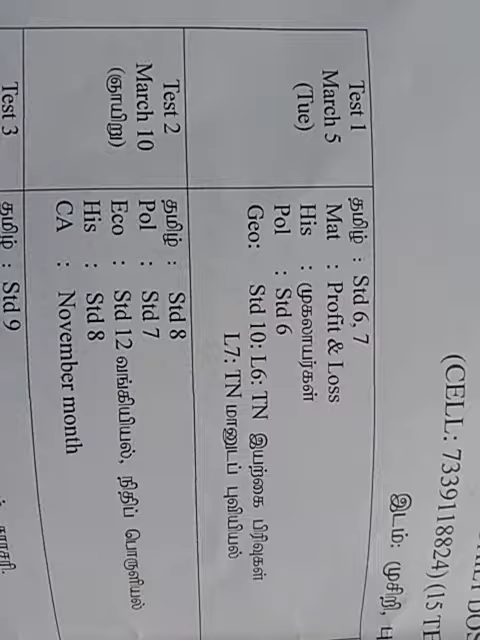 (CELL: 7339118824) (15
இடம்: முசிறி,
Test 1
March 5
(Tue)
தமிழ் : Std 6, 7
Mat : Profit & Loss
His : முகலாயர்கள்
Pol : Std 6
Geo: Std 10: L6: TN இயற்கை பிரிவுகள்
L7: TN மானுடப் புவியியல்
Test 2
March 10
(ஞாயிறு)
தமிழ் : Std 8
Pol : Std 7
Eco : Std 12 வங்கியியல், நிதிப் பொருளியல்
His : Std 8
CA : November month
Test 3
தமிழ் : Std 9